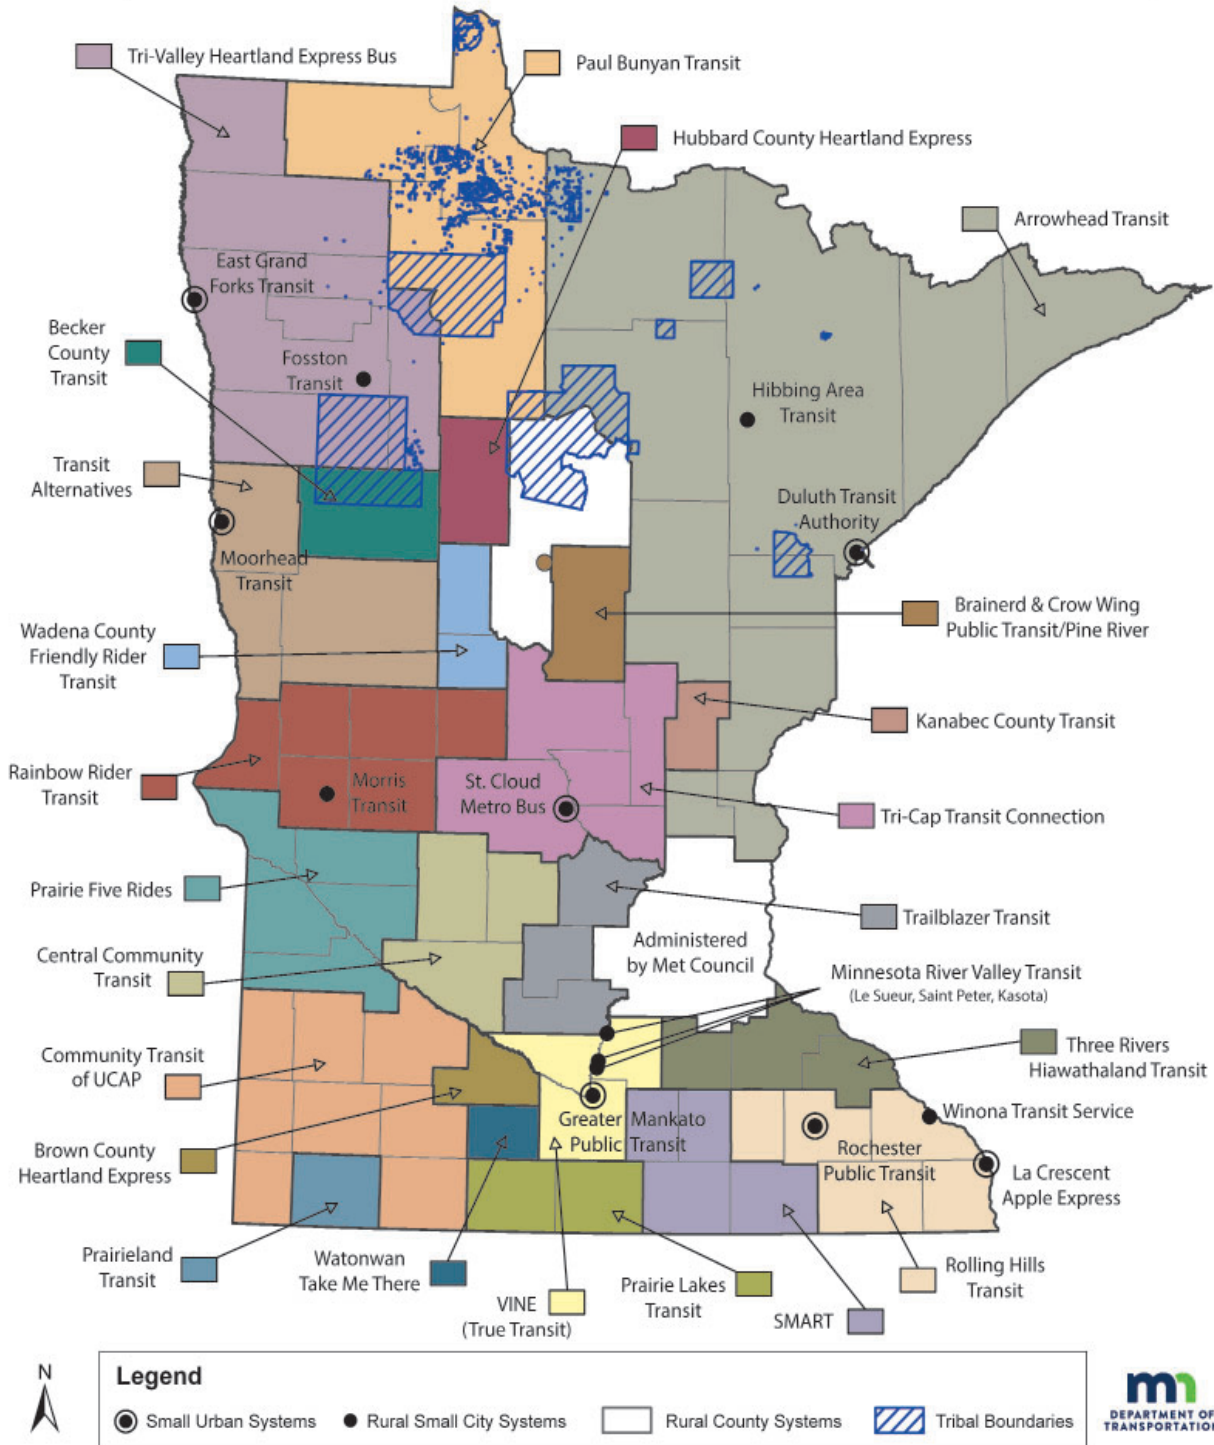 Tri-Valley Heartland Express Bus
Paul Bunyan Transit
Hubbard County Heartland Express
Arrowhead Transit
East Grand
Forks Transit
Becker
County
Transit
Fosston
Transit
Hibbing Area
Transit
Transit
Alternatives
Duluth Transit
Authority
Moorhead
Transit
Brainerd & Crow Wing
Public Transit/Pine River
Wadena County
Friendly Rider
Transit
Kanabec County Transit
Rainbow Rider
Transit
Morris
Transit
St. Cloud
Metro Bus
Tri-Cap Transit Connection
Prairie Five Rides
Trailblazer Transit
Administered
by Met Council
Central Community
Transit
Minnesota River Valley Transit
(Le Sueur, Saint Peter, Kasota)
Community Transit
of UCAP
Three Rivers
Hiawathaland Transit
Greater Mankato
Public Transit
Winona Transit Service
Brown County
Heartland Express
Rochester
Public Transit
La Crescent
Apple Express
Prairieland
Transit
Watonwan
Take Me There
VINE
(True Transit)
Prairie Lakes
Transit
SMART
Rolling Hills
Transit
N
Legend
Small Urban Systems
Rural Small City Systems
Rural County Systems
Tribal Boundaries
mn
DEPARTMENT OF
TRANSPORTATION